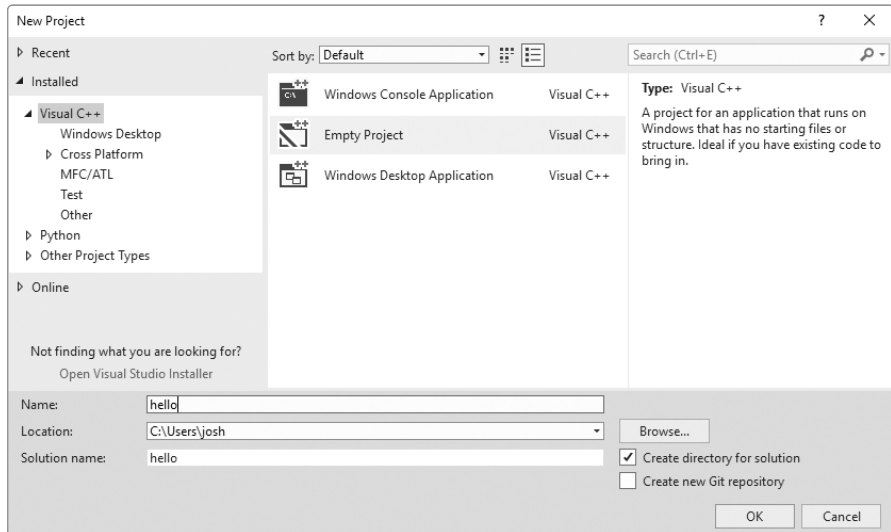 New Project
?
Recent
Installed
Visual C++
Windows Desktop
Cross Platform
MFC/ATL
Test
Other
Python
Other Project Types
Online
Not finding what you are looking for?
Open Visual Studio Installer
Sort by: Default
Windows Console Application Visual C++
Empty Project Visual C++
Windows Desktop Application Visual C++
Search (Ctrl+E)
Type: Visual C++
A project for an application that runs on
Windows that has no starting files or
structure. Ideal if you have existing code to
bring in.
Name: hello
Location: C:\Users\josh
Browse...
Solution name: hello
Create directory for solution
Create new Git repository
OK Cancel